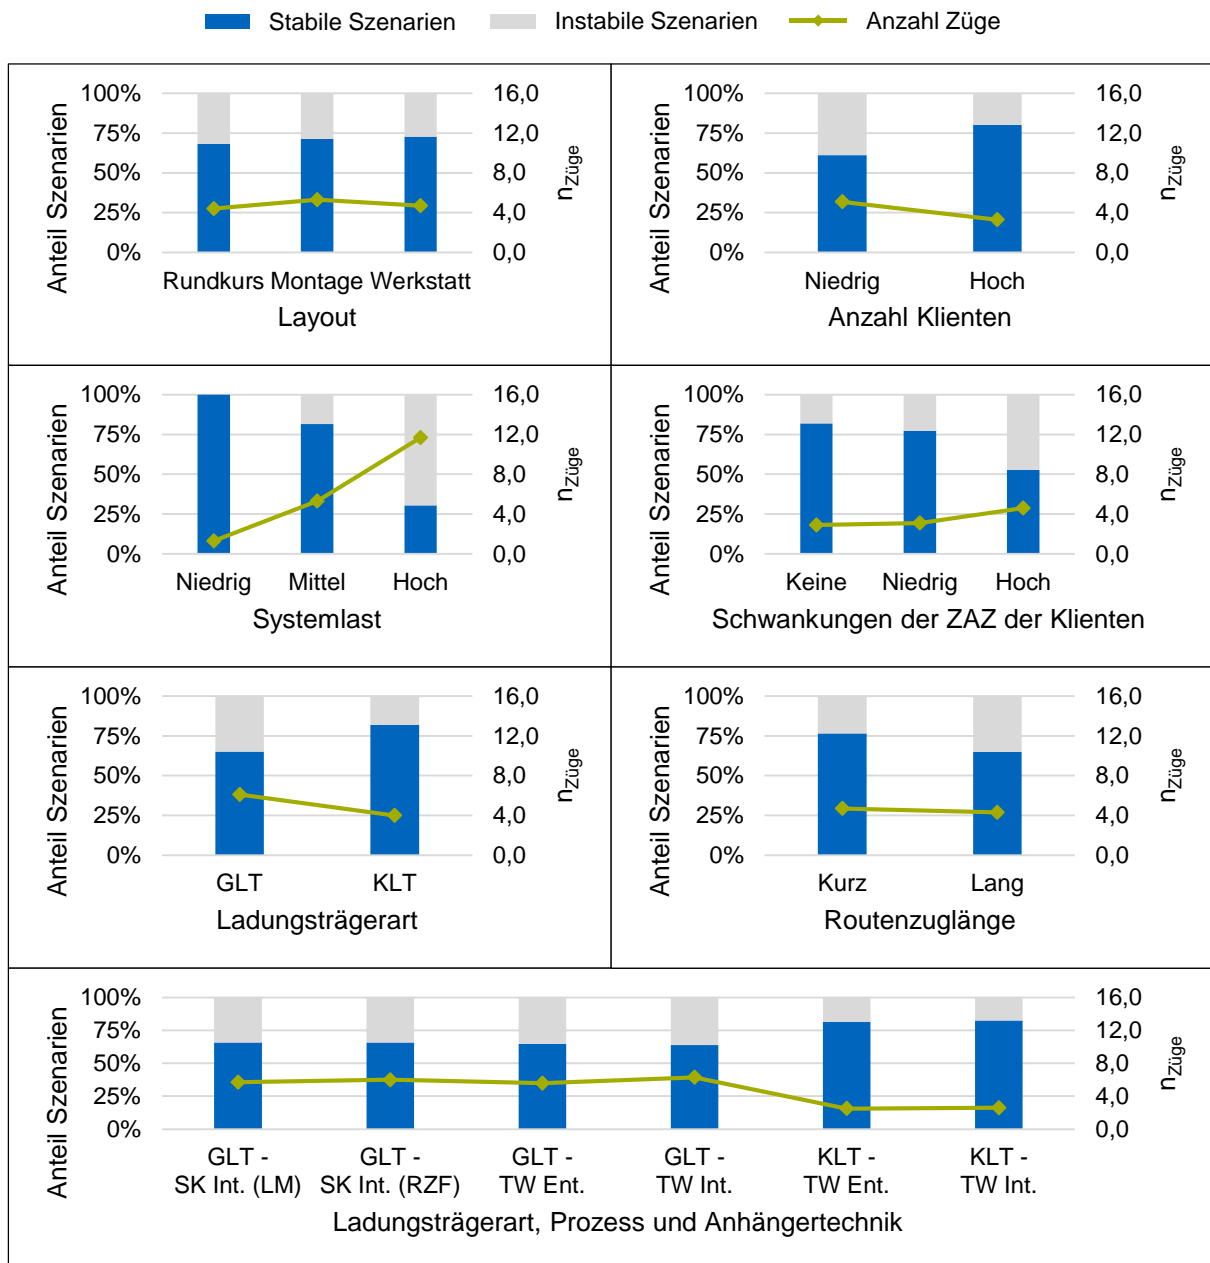 Stabile Szenarien Instabile Szenarien Anzahl Züge
Anteil Szenarien
100%
75%
50%
25%
0%
16,0
12,0
8,0
4,0
0,0
nZüge
Rundkurs Montage Werkstatt
Layout
Anteil Szenarien
100%
75%
50%
25%
0%
16,0
12,0
8,0
4,0
0,0
nZüge
Niedrig Hoch
Anzahl Klienten
Anteil Szenarien
100%
75%
50%
25%
0%
16,0
12,0
8,0
4,0
0,0
nZüge
Niedrig Mittel Hoch
Systemlast
Anteil Szenarien
100%
75%
50%
25%
0%
16,0
12,0
8,0
4,0
0,0
nZüge
Keine Niedrig Hoch
Schwankungen der ZAZ der Klienten
Anteil Szenarien
100%
75%
50%
25%
0%
16,0
12,0
8,0
4,0
0,0
nZüge
GLT KLT
Ladungsträgerart
Anteil Szenarien
100%
75%
50%
25%
0%
16,0
12,0
8,0
4,0
0,0
nZüge
Kurz Lang
Routenzuglänge
Anteil Szenarien
100%
75%
50%
25%
0%
16,0
12,0
8,0
4,0
0,0
nZüge
GLT - GLT - GLT - GLT - KLT - KLT -
SK Int. (LM) SK Int. (RZF) TW Ent. TW Int. TW Ent. TW Int.
Ladungsträgerart, Prozess und Anhängertechnik